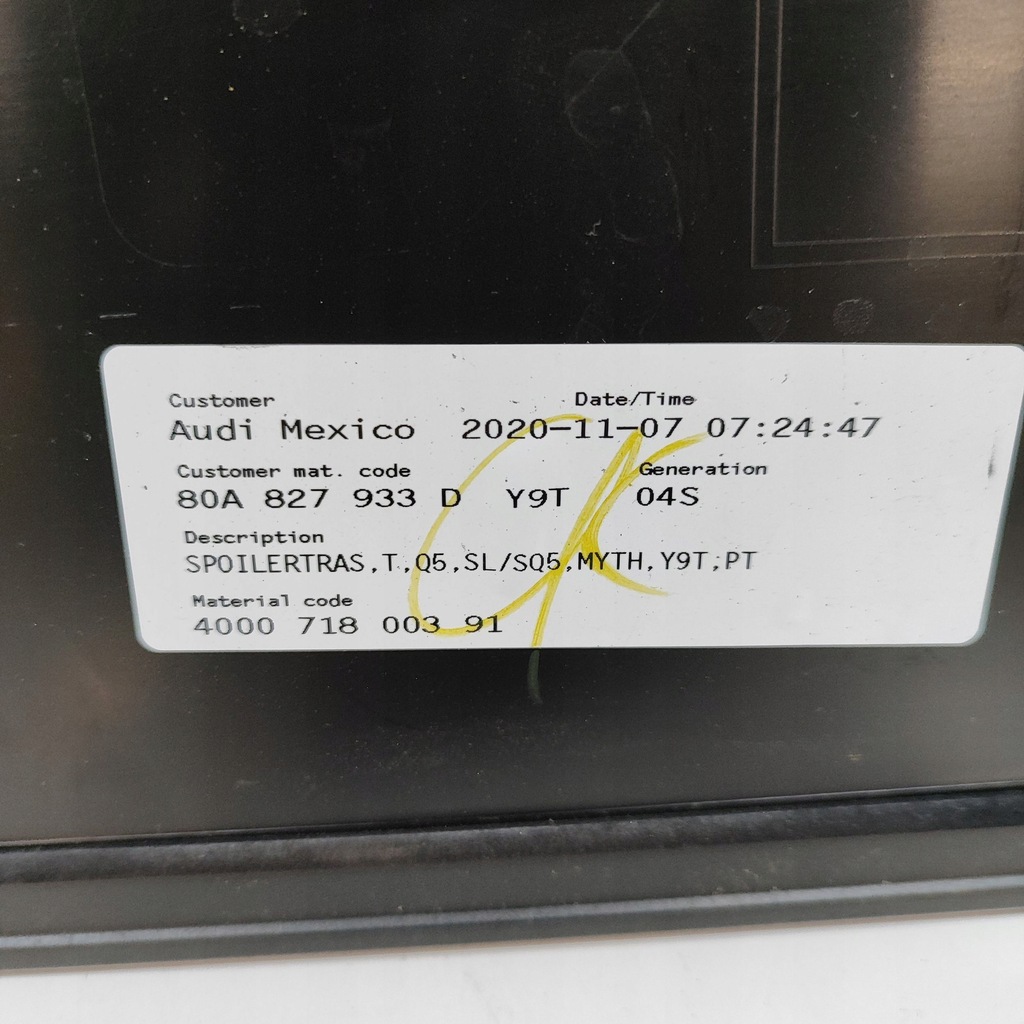 Customer Date/Time
Audi Mexico 2020-11-07 07:24:47
Customer mat. code Generation
80A 827 933 D Y9T 04S
Description
SPOILERTRAS,T,Q5,SL/SQ5,MYTH,Y9T;PT
Material code
4000 718 003 91